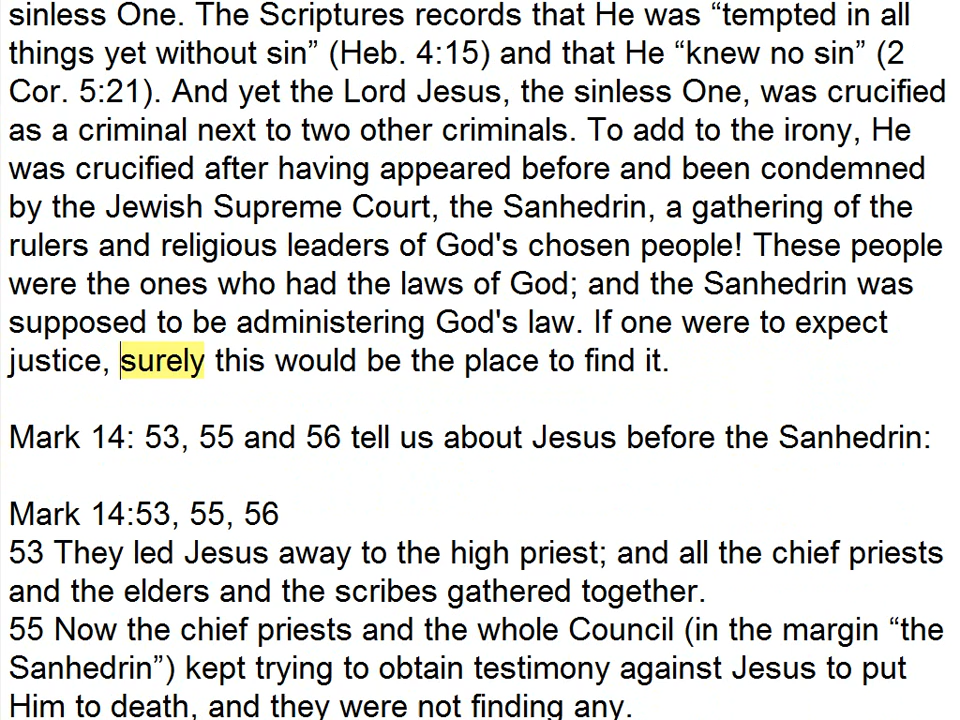 sinless One. The Scriptures records that He was “tempted in all
things yet without sin” (Heb. 4:15) and that He “knew no sin” (2
Cor. 5:21). And yet the Lord Jesus, the sinless One, was crucified
as a criminal next to two other criminals. To add to the irony, He
was crucified after having appeared before and been condemned
by the Jewish Supreme Court, the Sanhedrin, a gathering of the
rulers and religious leaders of God's chosen people! These people
were the ones who had the laws of God; and the Sanhedrin was
supposed to be administering God's law. If one were to expect
justice, surely this would be the place to find it.
Mark 14: 53, 55 and 56 tell us about Jesus before the Sanhedrin:
Mark 14:53, 55, 56
53 They led Jesus away to the high priest; and all the chief priests
and the elders and the scribes gathered together.
55 Now the chief priests and the whole Council (in the margin “the
Sanhedrin”) kept trying to obtain testimony against Jesus to put
Him to death, and they were not finding any.